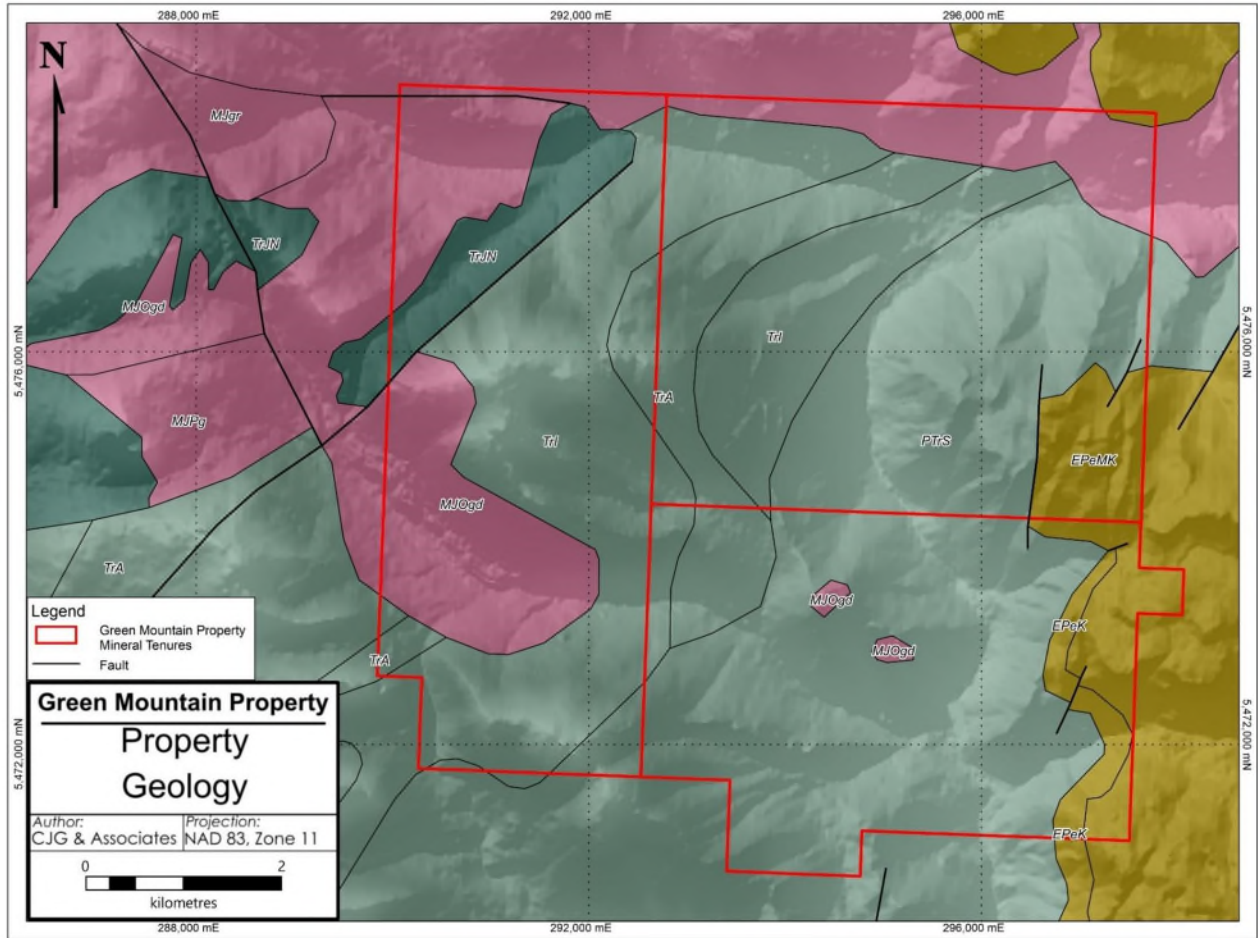 288,000 mE
292,000 mE
296,000 mE
N
MJgr
TrJN
TrJN
MJOgd
5,476,000 mN
5,476,000 mN
TrI
TrA
MJPg
TrI
PTrS
EPeMK
MJOgd
TrA
MJOgd
EPeK
MJOgd
TrA
Legend
Green Mountain Property
Mineral Tenures
Fault
Green Mountain Property
Property
Geology
Author:
CJG & Associates
Projection:
NAD 83, Zone 11
0
2
kilometres
5,472,000 mN
5,472,000 mN
EPeK
288,000 mE
292,000 mE
296,000 mE